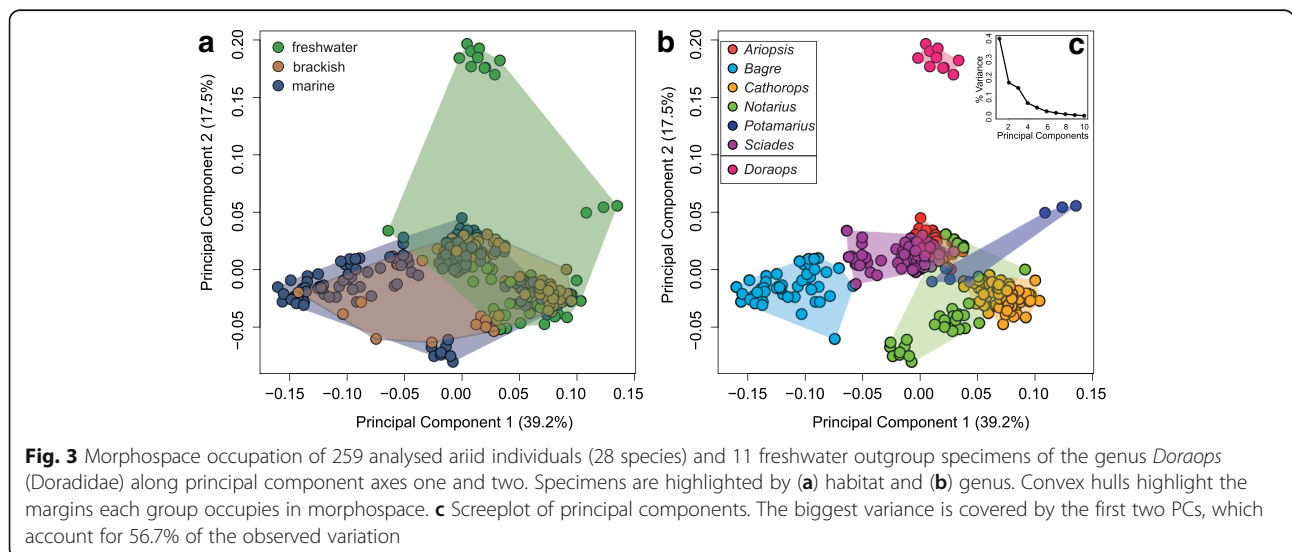 a
freshwater
brackish
marine
0.20
0.15
0.10
0.05
0.00
−0.05
Principal Component 2 (17.5%)
−0.15
−0.10
−0.05
0.00
0.05
0.10
0.15
Principal Component 1 (39.2%)
b
Ariopsis
Bagre
Cathorops
Notarius
Potamarius
Sciades
Doraops
0.20
0.15
0.10
0.05
0.00
−0.05
Principal Component 2 (17.5%)
−0.15
−0.10
−0.05
0.00
0.05
0.10
0.15
Principal Component 1 (39.2%)
c
0.4
0.3
0.2
0.1
0.0
% Variance
2
4
6
8
10
Principal Components
Fig. 3 Morphospace occupation of 259 analysed ariid individuals (28 species) and 11 freshwater outgroup specimens of the genus Doraops
(Doradidae) along principal component axes one and two. Specimens are highlighted by (a) habitat and (b) genus. Convex hulls highlight the
margins each group occupies in morphospace. c Screeplot of principal components. The biggest variance is covered by the first two PCs, which
account for 56.7% of the observed variation